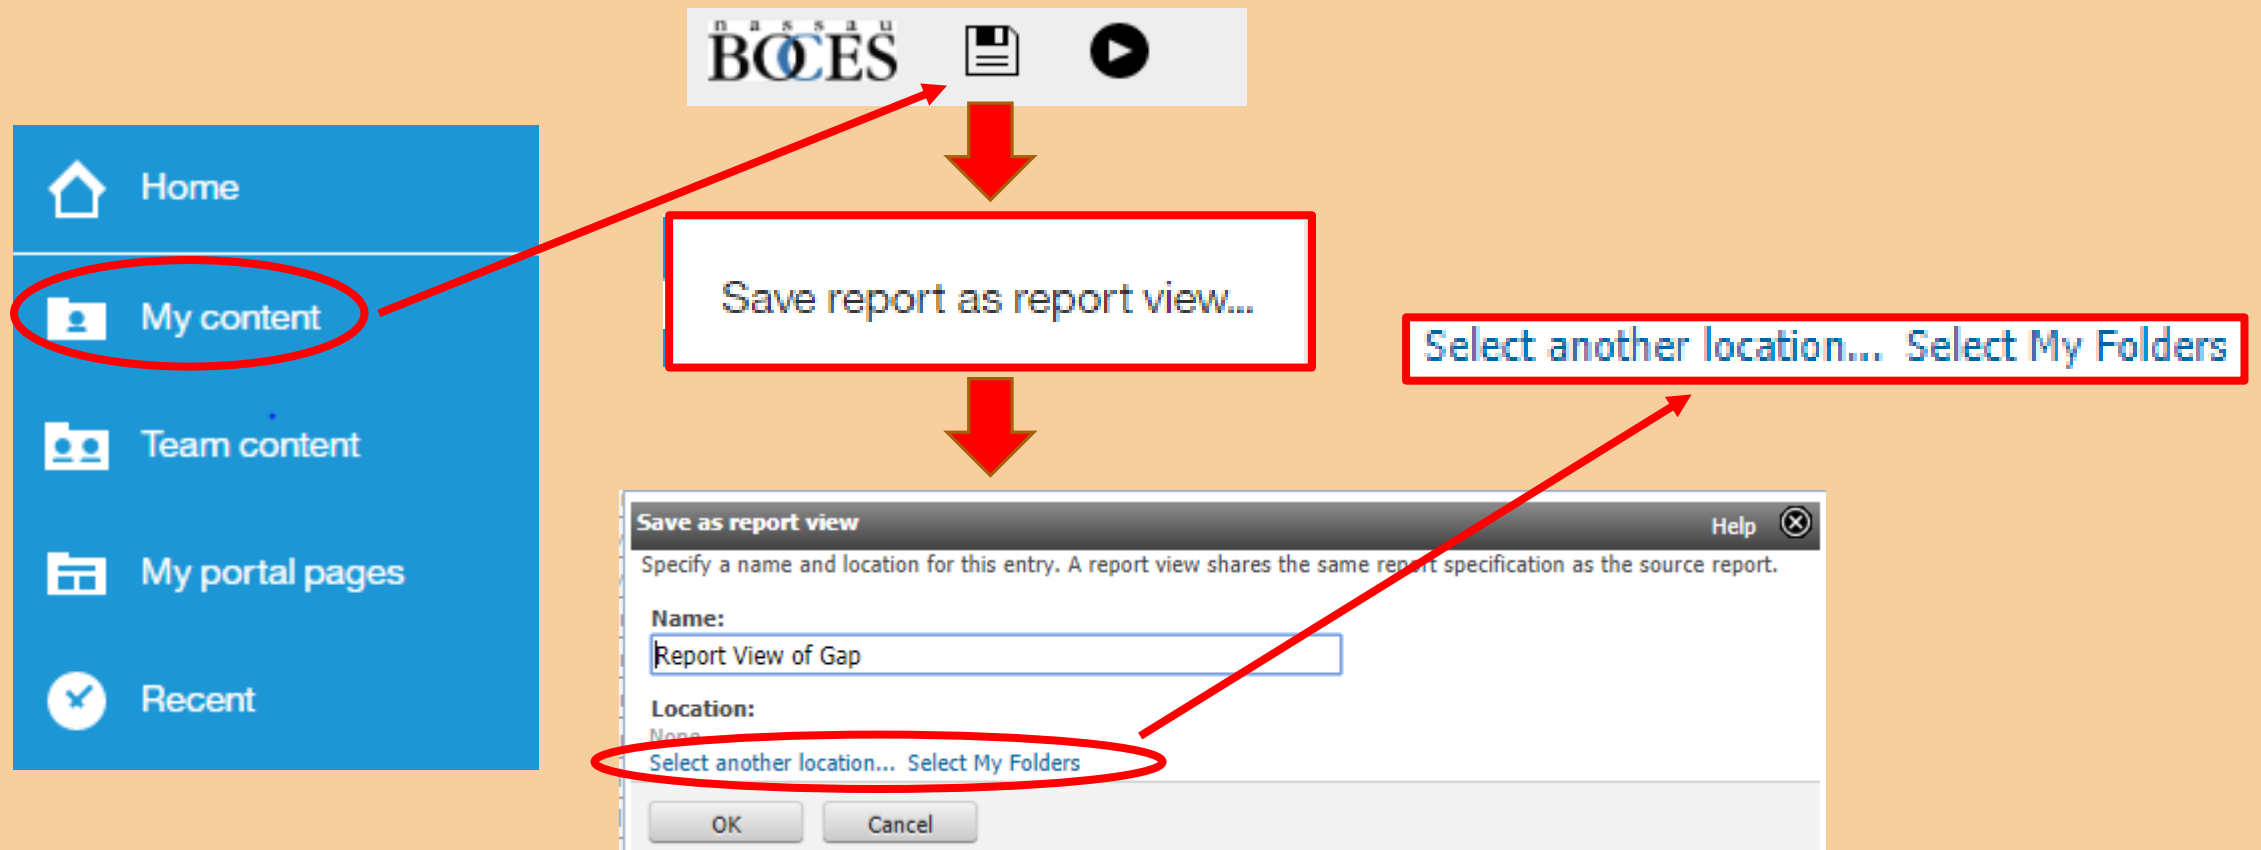 nassau
BOCES
Home
My content
Team content
My portal pages
Recent
Save report as report view...
Select another location... Select My Folders
Save as report view
Help
Specify a name and location for this entry. A report view shares the same report specification as the source report.
Name:
Report View of Gap
Location:
None
Select another location... Select My Folders
OK
Cancel